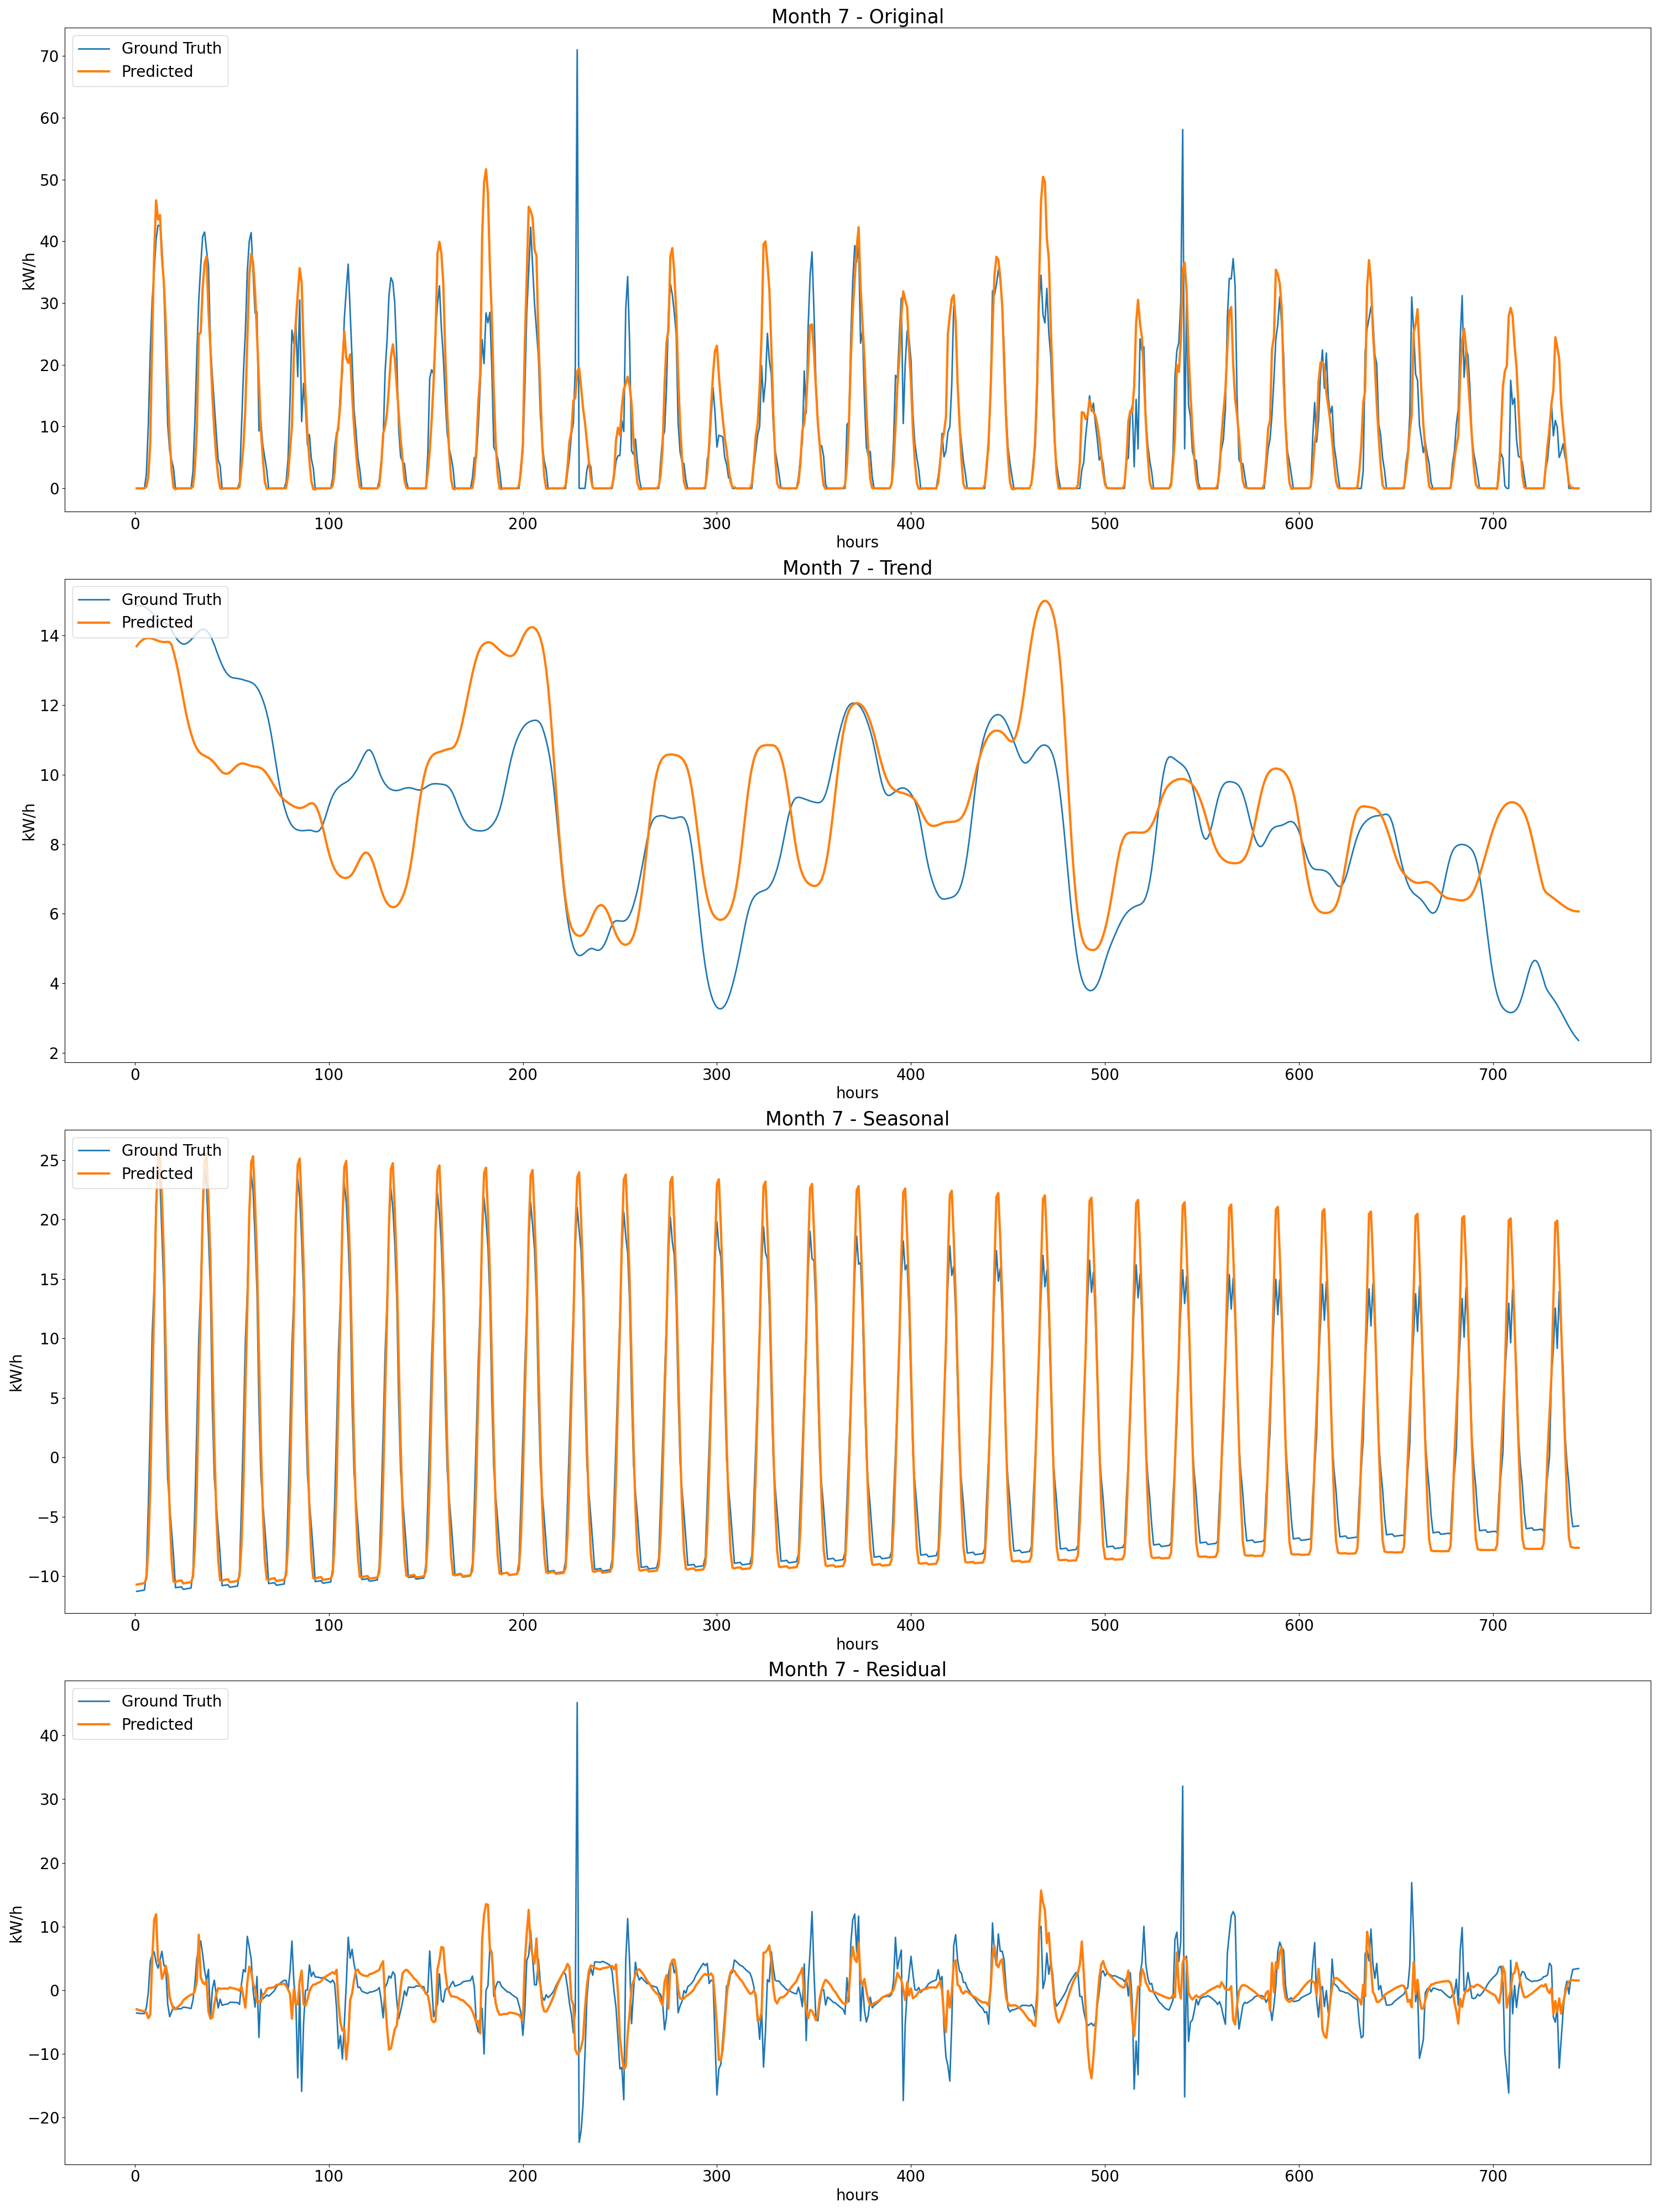 Month 7 - Original
Ground Truth
Predicted
70
60
50
40
30
20
10
0
kW/h
0 100 200 300 400 500 600 700
hours
Month 7 - Trend
Ground Truth
Predicted
14
12
10
8
6
4
2
kW/h
0 100 200 300 400 500 600 700
hours
Month 7 - Seasonal
Ground Truth
Predicted
25
20
15
10
5
0
−5
−10
kW/h
0 100 200 300 400 500 600 700
hours
Month 7 - Residual
Ground Truth
Predicted
40
30
20
10
0
−10
−20
kW/h
0 100 200 300 400 500 600 700
hours